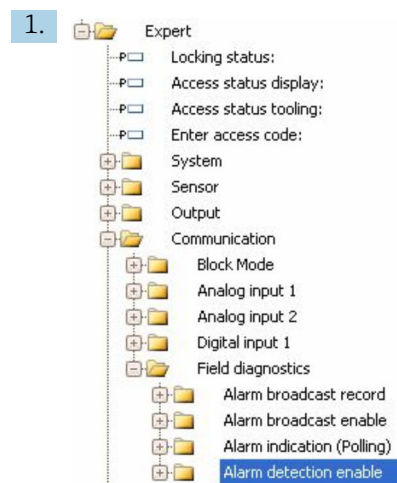 1.
Expert
Locking status:
Access status display:
Access status tooling:
Enter access code:
System
Sensor
Output
Communication
Block Mode
Analog input 1
Analog input 2
Digital input 1
Field diagnostics
Alarm broadcast record
Alarm broadcast enable
Alarm indication (Polling)
Alarm detection enable